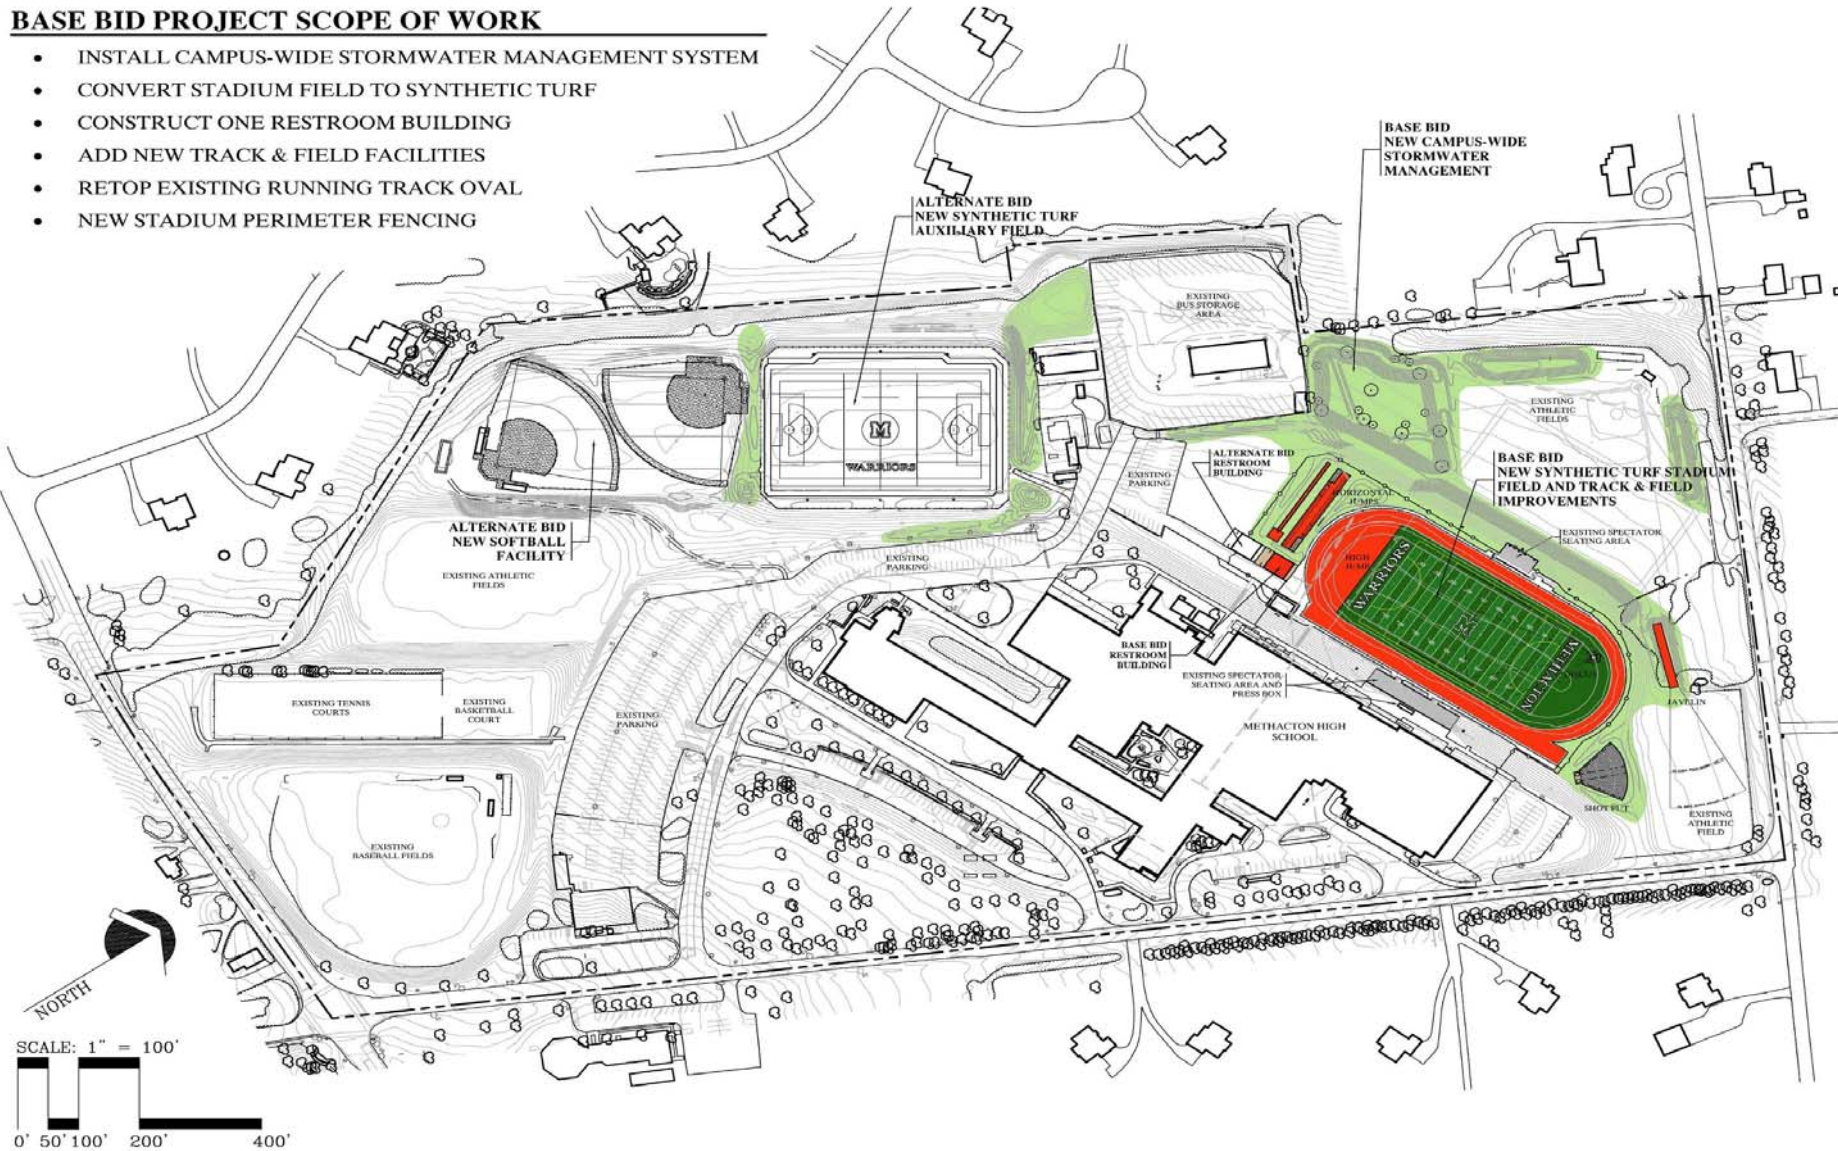 BASE BID PROJECT SCOPE OF WORK
• INSTALL CAMPUS-WIDE STORMWATER MANAGEMENT SYSTEM
• CONVERT STADIUM FIELD TO SYNTHETIC TURF
• CONSTRUCT ONE RESTROOM BUILDING
• ADD NEW TRACK & FIELD FACILITIES
• RETOP EXISTING RUNNING TRACK OVAL
• NEW STADIUM PERIMETER FENCING
BASE BID
NEW CAMPUS-WIDE
STORMWATER
MANAGEMENT
ALTERNATE BID
NEW SYNTHETIC TURF
AUXILIARY FIELD
EXISTING
BUS STORAGE
AREA
EXISTING
ATHLETIC
FIELDS
M
WARRIORS
ALTERNATE BID
RESTROOM
BUILDING
EXISTING
PARKING
BASE BID
NEW SYNTHETIC TURF STADIUM
FIELD AND TRACK & FIELD
IMPROVEMENTS
HORIZONTAL
JUMPS
ALTERNATE BID
NEW SOFTBALL
FACILITY
EXISTING SPECTATOR
SEATING AREA
HIGH
JUMP
WARRIORS
METHACTON
EXISTING
PARKING
EXISTING ATHLETIC
FIELDS
BASE BID
RESTROOM
BUILDING
EXISTING SPECTATOR
SEATING AREA AND
PRESS BOX
JAVELIN
EXISTING TENNIS
COURTS
EXISTING
BASKETBALL
COURT
EXISTING
PARKING
METHACTON HIGH
SCHOOL
SHOT PUT
EXISTING
ATHLETIC
FIELD
EXISTING
BASEBALL FIELDS
NORTH
SCALE: 1" = 100'
0' 50' 100' 200' 400'